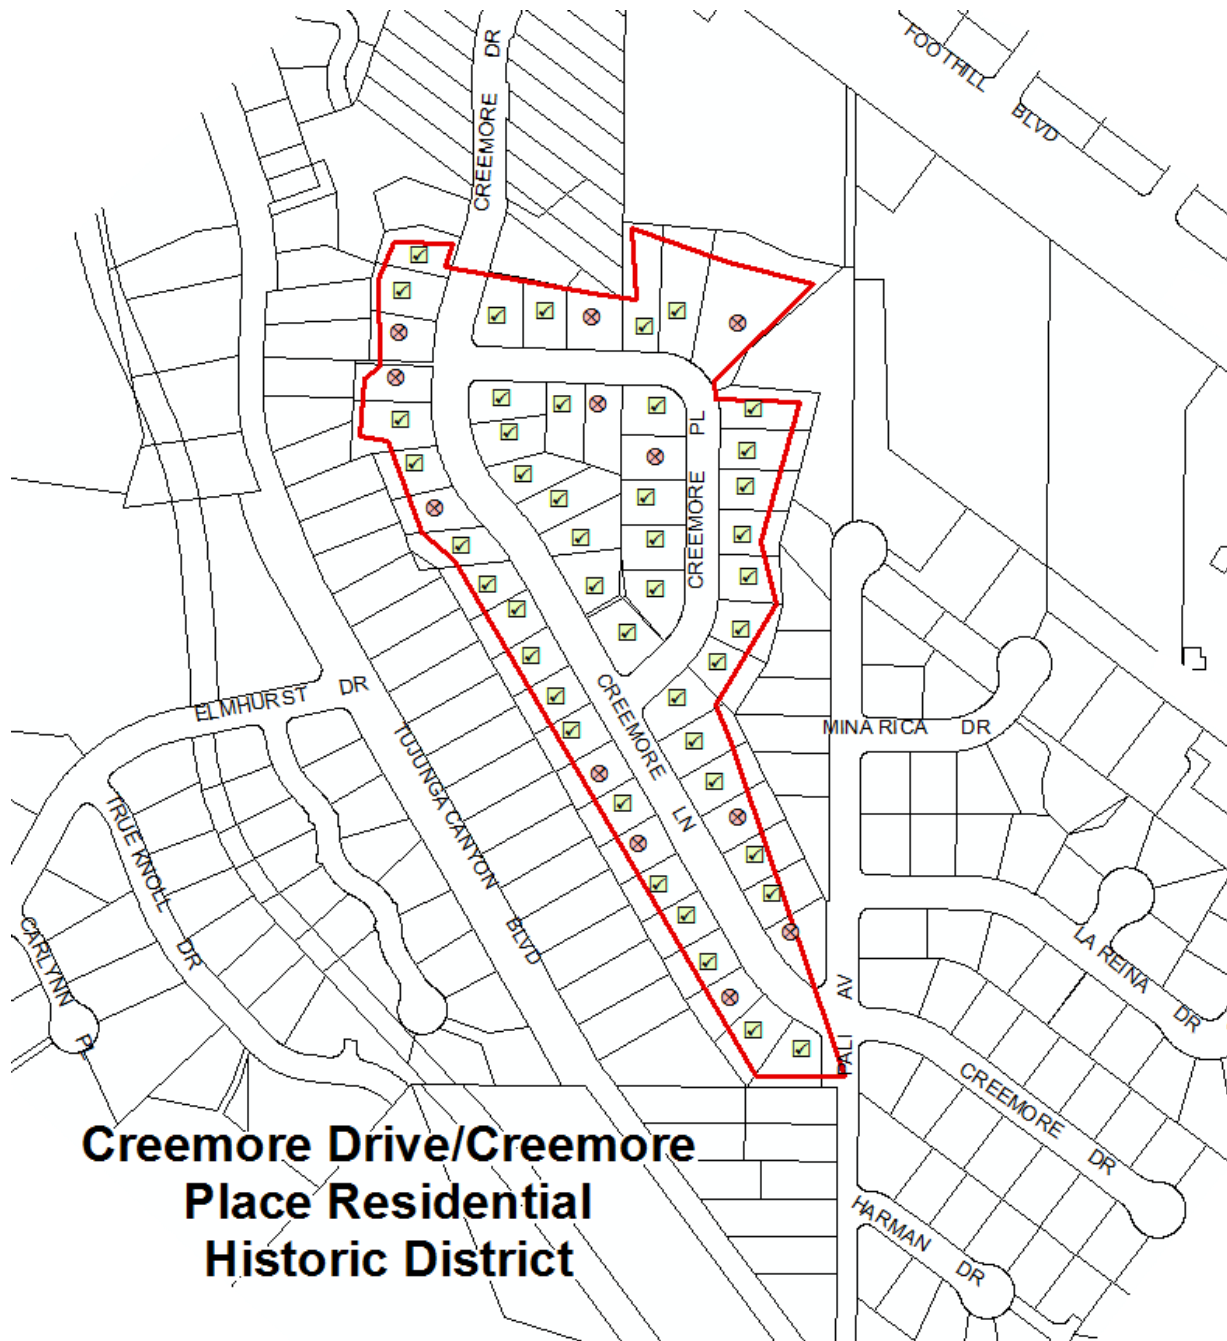 FOOTHILL
BLVD
CREEMORE DR
CREEMORE PL
ELMHURST DR
CREEMORE LN
MINA RICA DR
TUJUNGA CANYON BLVD
TRUE KNOLL DR
CARLYNN PL
LA REINA DR
PALI AV
CREEMORE DR
HARMAN DR
Creemore Drive/Creemore
Place Residential
Historic District